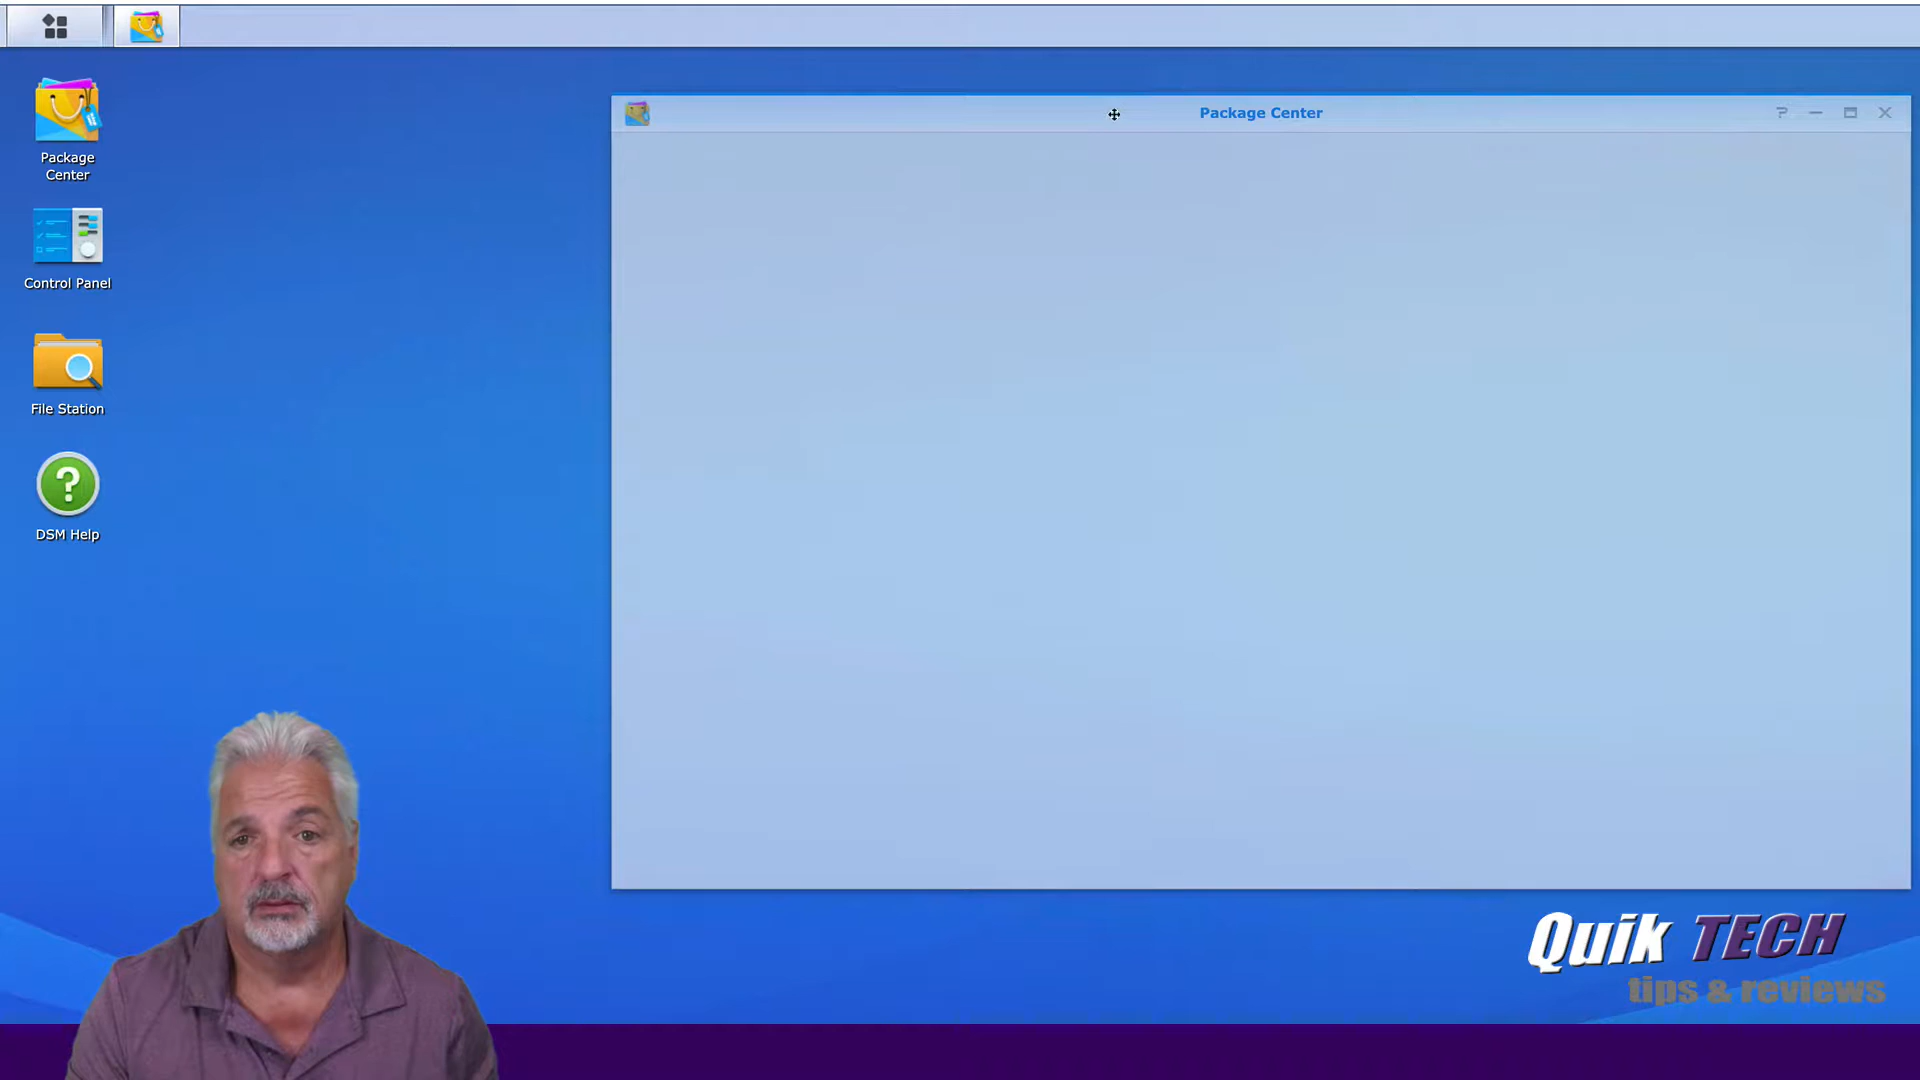 Package Center
?
Package
Center
Control Panel
File Station
?
DSM Help
Quik TECH
tips & reviews